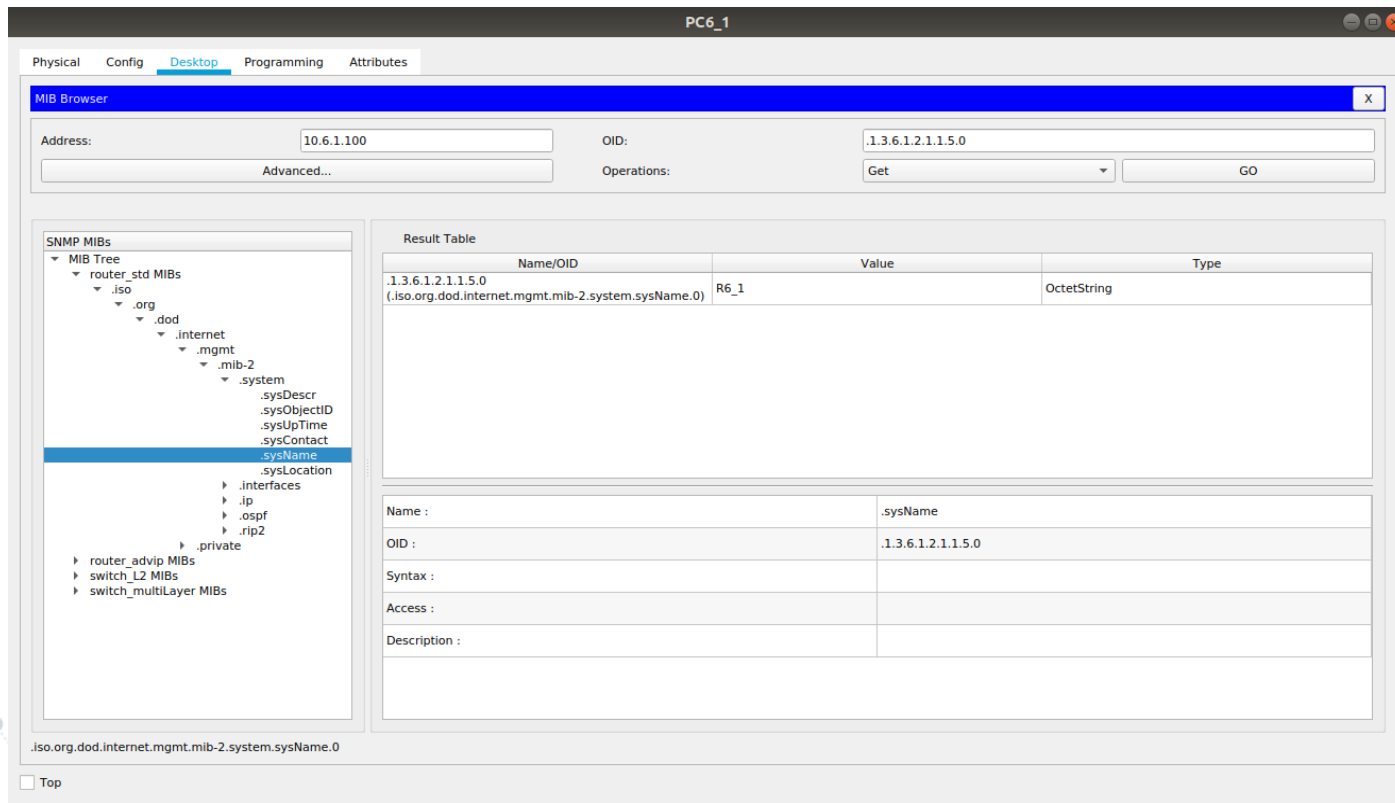 PC6_1
Physical Config Desktop Programming Attributes
MIB Browser X
Address: 10.6.1.100 OID: .1.3.6.1.2.1.1.5.0
Advanced... Operations: Get GO
SNMP MIBs
MIB Tree
router_std MIBs
.iso
.org
.dod
.internet
.mgmt
.mib-2
.system
.sysDescr
.sysObjectID
.sysUpTime
.sysContact
.sysName
.sysLocation
.interfaces
.ip
.ospf
.rip2
.private
router_advip MIBs
switch_L2 MIBs
switch_multiLayer MIBs
Result Table
Name/OID Value Type
.1.3.6.1.2.1.1.5.0
(.iso.org.dod.internet.mgmt.mib-2.system.sysName.0) R6_1 OctetString
Name : .sysName
OID : .1.3.6.1.2.1.1.5.0
Syntax :
Access :
Description :
.iso.org.dod.internet.mgmt.mib-2.system.sysName.0
Top